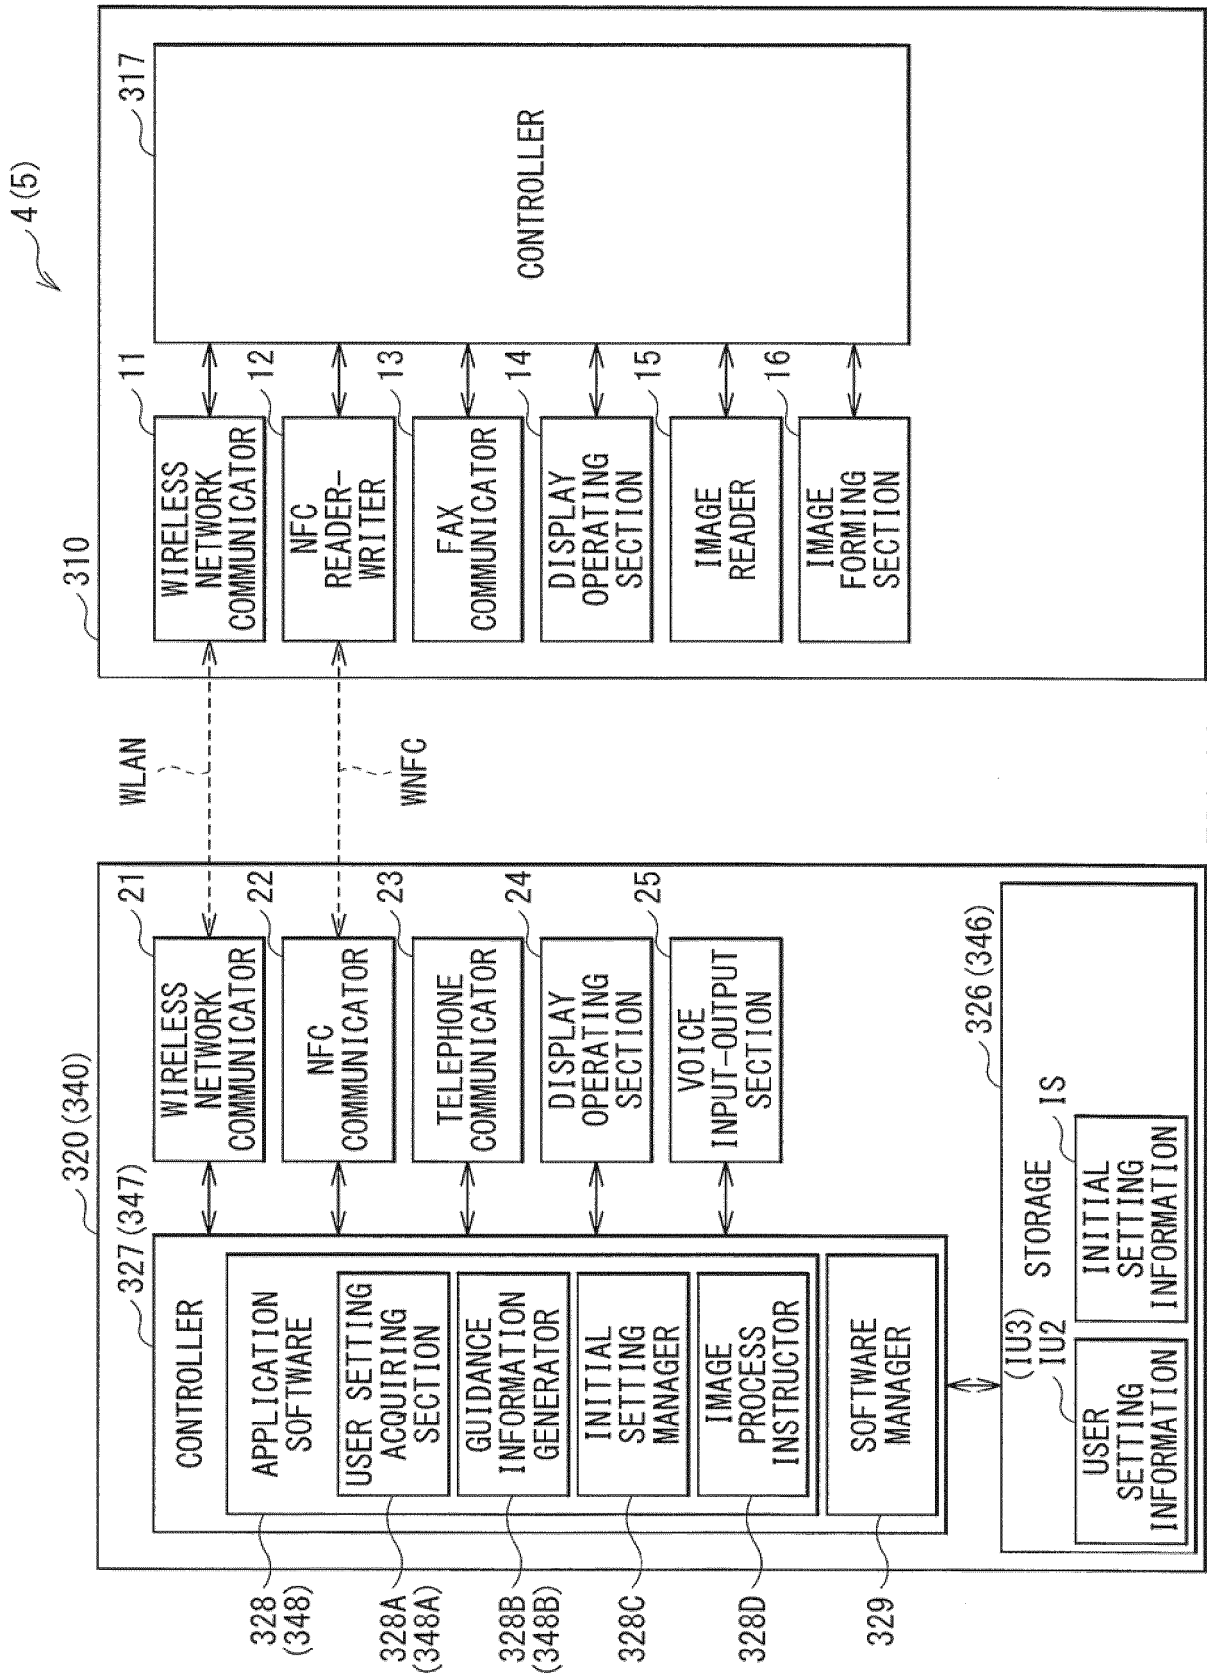 4(5)
320(340)
327(347)
CONTROLLER
APPLICATION
SOFTWARE
USER SETTING
ACQUIRING
SECTION
GUIDANCE
INFORMATION
GENERATOR
INITIAL
SETTING
MANAGER
IMAGE
PROCESS
INSTRUCTOR
SOFTWARE
MANAGER
328
(348)
328A
(348A)
328B
(348B)
328C
328D
329
21
WIRELESS
NETWORK
COMMUNICATOR
22
NFC
COMMUNICATOR
23
TELEPHONE
COMMUNICATOR
24
DISPLAY
OPERATING
SECTION
25
VOICE
INPUT-OUTPUT
SECTION
326(346)
STORAGE
(IU3)
IU2
USER
SETTING
INFORMATION
IS
INITIAL
SETTING
INFORMATION
WLAN
WNFC
310
11
WIRELESS
NETWORK
COMMUNICATOR
12
NFC
READER-
WRITER
13
FAX
COMMUNICATOR
14
DISPLAY
OPERATING
SECTION
15
IMAGE
READER
16
IMAGE
FORMING
SECTION
317
CONTROLLER